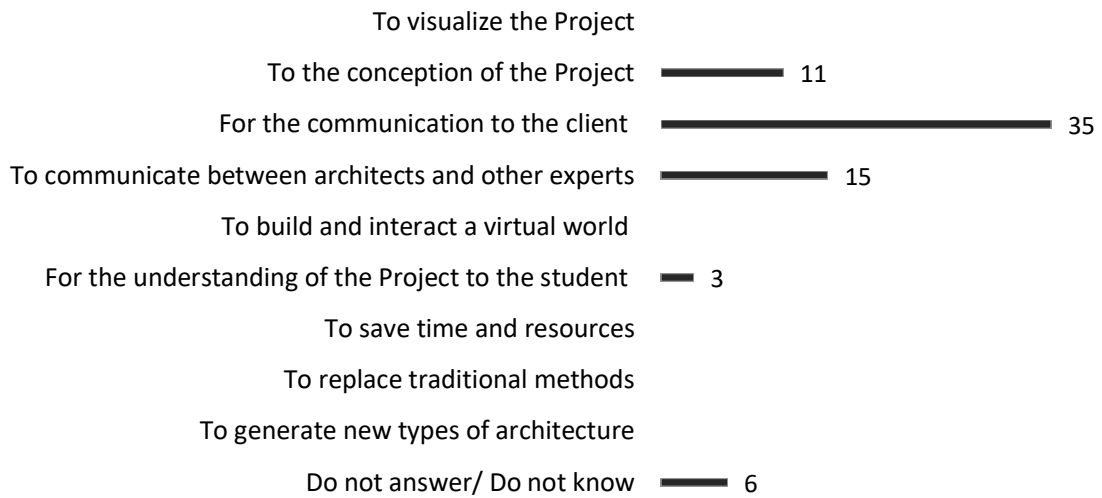 To visualize the Project
To the conception of the Project 11
For the communication to the client 35
To communicate between architects and other experts 15
To build and interact a virtual world
For the understanding of the Project to the student 3
To save time and resources
To replace traditional methods
To generate new types of architecture
Do not answer/ Do not know 6